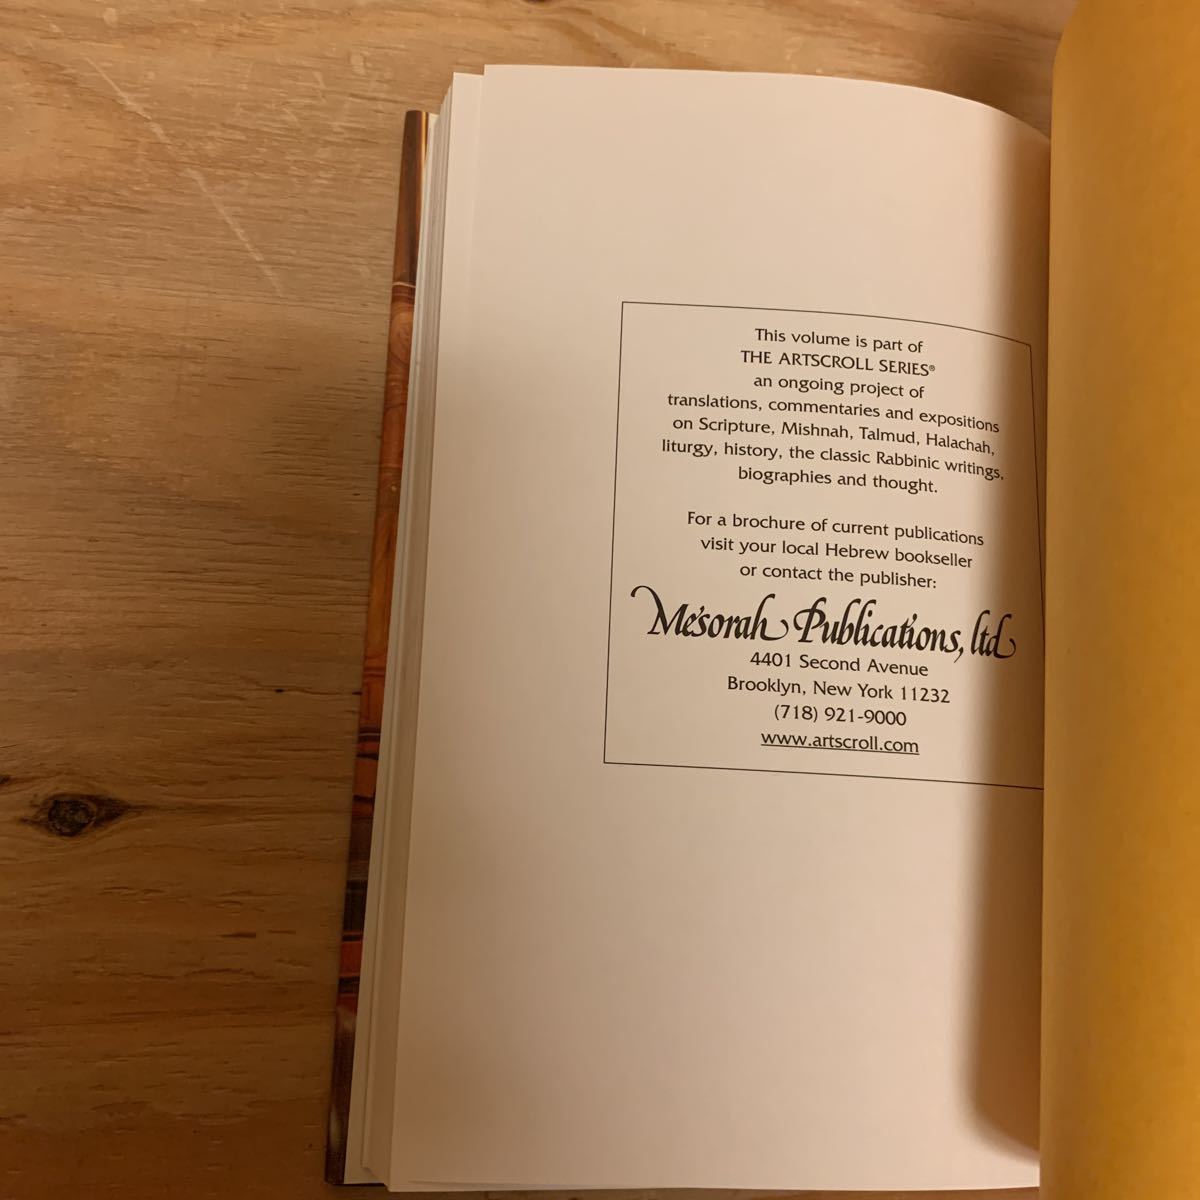 This volume is part of
THE ARTSCROLL SERIES®
an ongoing project of
translations, commentaries and expositions
on Scripture, Mishnah, Talmud, Halachah,
liturgy, history, the classic Rabbinic writings,
biographies and thought.
For a brochure of current publications
visit your local Hebrew bookseller
or contact the publisher:
Mesorah Publications, ltd
4401 Second Avenue
Brooklyn, New York 11232
(718) 921-9000
www.artscroll.com